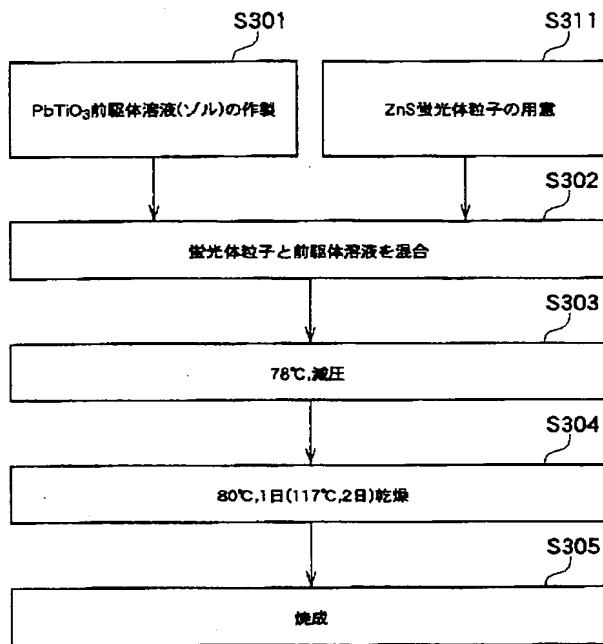 S301
S311
PbTiO₃前駆体溶液(ゾル)の作製
ZnS蛍光体粒子の用意
S302
蛍光体粒子と前駆体溶液を混合
S303
78℃,減圧
S304
80℃,1日(117℃,2日)乾燥
S305
焼成